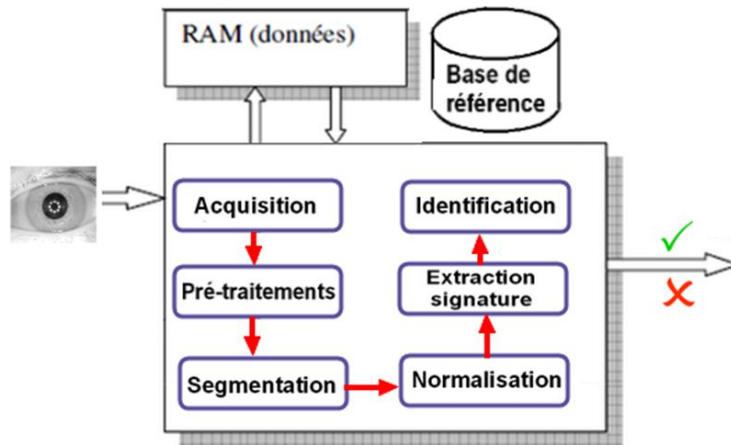 RAM (données)
Base de
référence
Acquisition
Pré-traitements
Segmentation
Normalisation
Extraction
signature
Identification